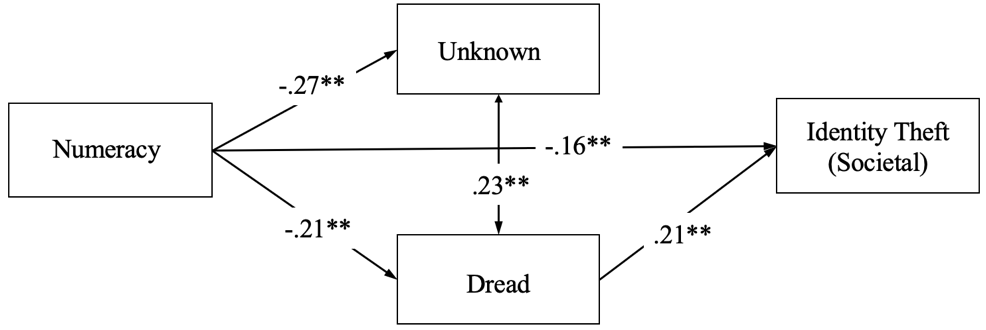 Unknown
-.27**
Numeracy
-.16**
Identity Theft
(Societal)
.23**
-.21**
.21**
Dread